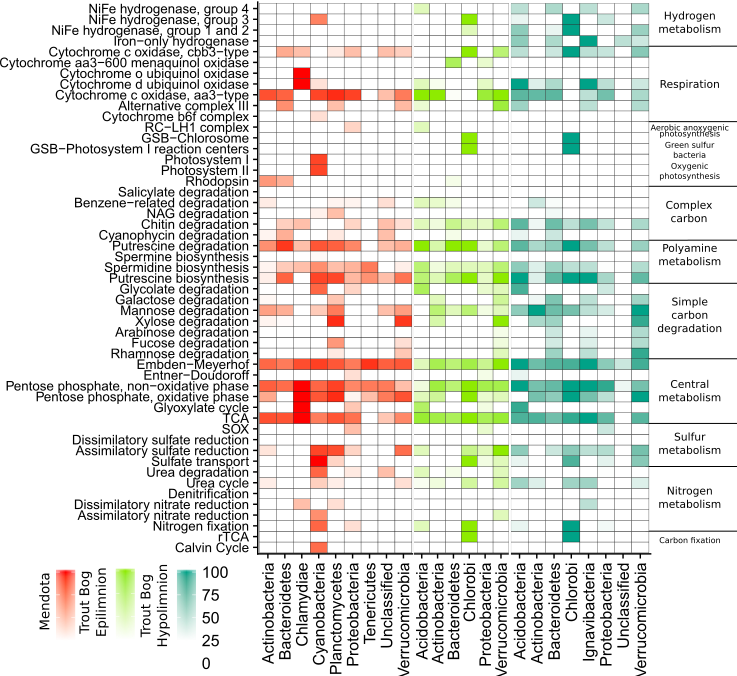 NiFe hydrogenase, group 4
NiFe hydrogenase, group 3
NiFe hydrogenase, group 1 and 2
Iron−only hydrogenase
Cytochrome c oxidase, cbb3−type
Cytochrome aa3−600 menaquinol oxidase
Cytochrome o ubiquinol oxidase
Cytochrome d ubiquinol oxidase
Cytochrome c oxidase, aa3−type
Alternative complex III
Cytochrome b6f complex
RC−LH1 complex
GSB−Chlorosome
GSB−Photosystem I reaction centers
Photosystem I
Photosystem II
Rhodopsin
Salicylate degradation
Benzene−related degradation
NAG degradation
Chitin degradation
Cyanophycin degradation
Putrescine degradation
Spermine biosynthesis
Spermidine biosynthesis
Putrescine biosynthesis
Glycolate degradation
Galactose degradation
Mannose degradation
Xylose degradation
Arabinose degradation
Fucose degradation
Rhamnose degradation
Embden−Meyerhof
Entner−Doudoroff
Pentose phosphate, non−oxidative phase
Pentose phosphate, oxidative phase
Glyoxylate cycle
TCA
SOX
Dissimilatory sulfate reduction
Assimilatory sulfate reduction
Sulfate transport
Urea degradation
Urea cycle
Denitrification
Dissimilatory nitrate reduction
Assimilatory nitrate reduction
Nitrogen fixation
rTCA
Calvin Cycle
Hydrogen
metabolism
Respiration
Aerobic anoxygenic
photosynthesis
Green sulfur
bacteria
Oxygenic
photosynthesis
Complex
carbon
Polyamine
metabolism
Simple
carbon
degradation
Central
metabolism
Sulfur
metabolism
Nitrogen
metabolism
Carbon fixation
Actinobacteria
Bacteroidetes
Chlamydiae
Cyanobacteria
Planctomycetes
Proteobacteria
Tenericutes
Unclassified
Verrucomicrobia
Acidobacteria
Actinobacteria
Bacteroidetes
Chlorobi
Proteobacteria
Verrucomicrobia
Acidobacteria
Actinobacteria
Bacteroidetes
Chlorobi
Ignavibacteria
Proteobacteria
Unclassified
Verrucomicrobia
Mendota
Trout Bog
Epilimnion
Trout Bog
Hypolimnion
100
75
50
25
0